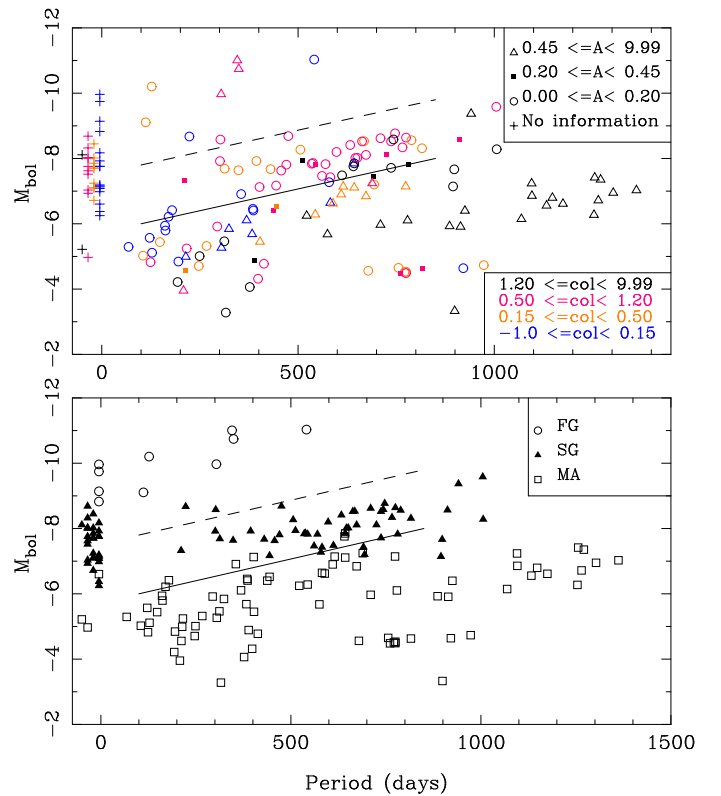 −12
−10
−8
−6
−4
−2
M bol
0.45 <=A< 9.99
0.20 <=A< 0.45
0.00 <=A< 0.20
No information
1.20 <=col< 9.99
0.50 <=col< 1.20
0.15 <=col< 0.50
−1.0 <=col< 0.15
0 500 1000
−12
−10
−8
−6
−4
−2
M bol
FG
SG
MA
0 500 1000 1500
Period (days)